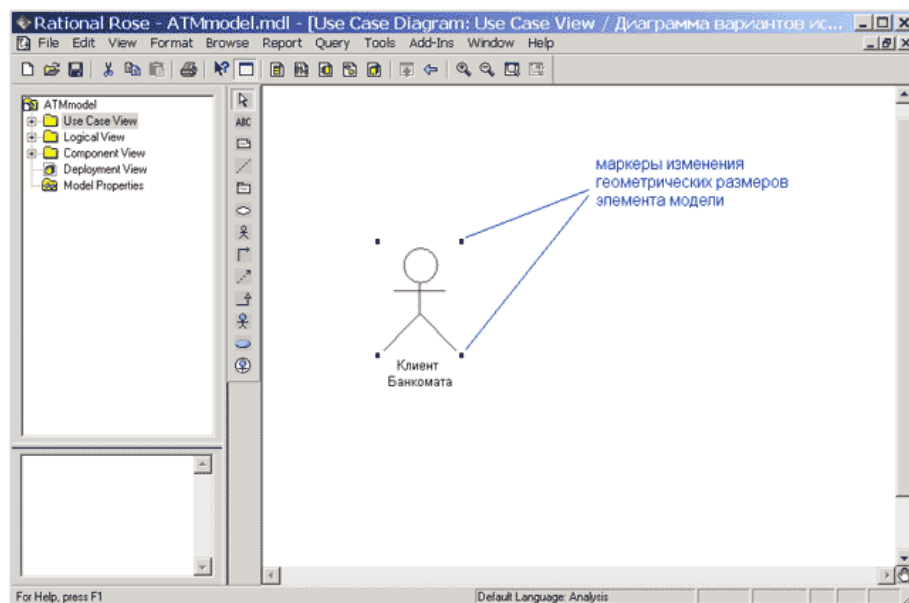 Rational Rose - ATMmodel.mdl - [Use Case Diagram: Use Case View / Диаграмма вариантов ис...
File Edit View Format Browse Report Query Tools Add-Ins Window Help
ATMmodel
Use Case View
Logical View
Component View
Deployment View
Model Properties
ABC
маркеры изменения
геометрических размеров
элемента модели
Клиент
Банкомата
For Help, press F1
Default Language: Analysis